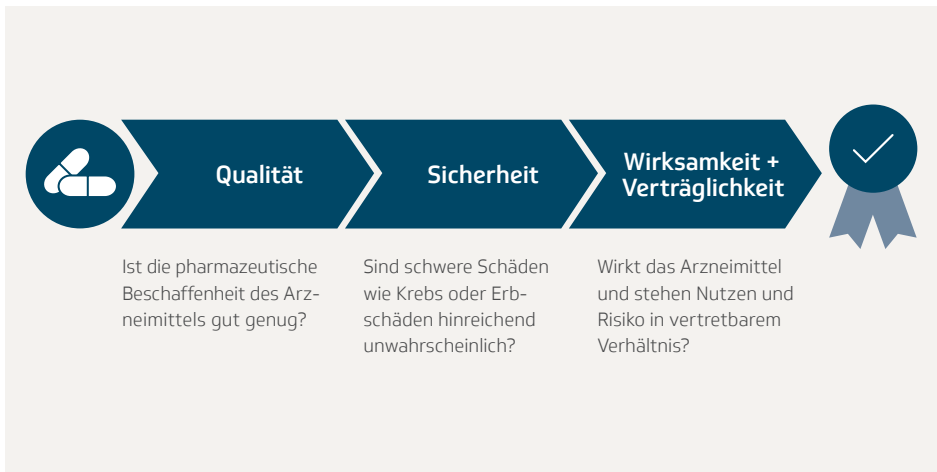 Qualität
Ist die pharmazeutische
Beschaffenheit des Arz-
neimittels gut genug?
Sicherheit
Sind schwere Schäden
wie Krebs oder Erb-
schäden hinreichend
unwahrscheinlich?
Wirksamkeit +
Verträglichkeit
Wirkt das Arzneimittel
und stehen Nutzen und
Risiko in vertretbarem
Verhältnis?